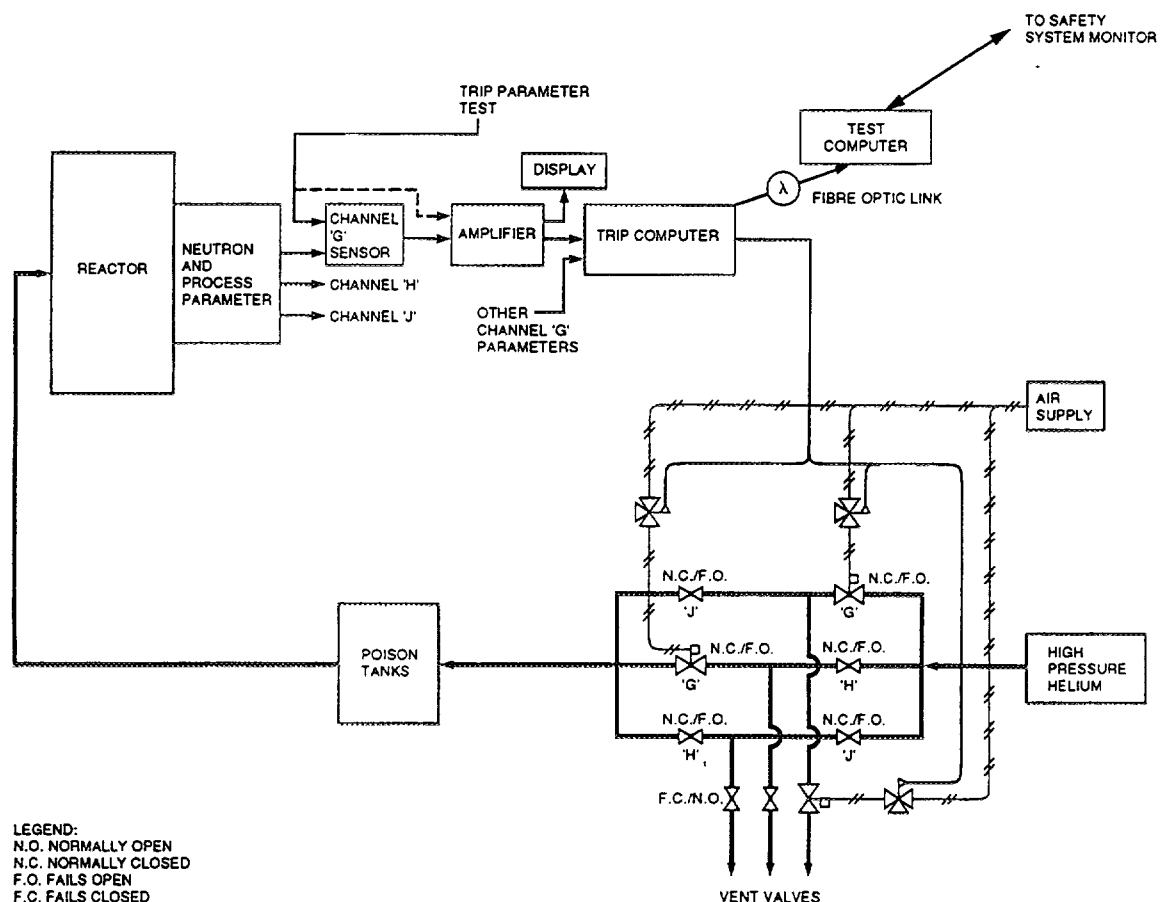 TO SAFETY
SYSTEM MONITOR
TRIP PARAMETER
TEST
TEST
COMPUTER
DISPLAY
λ
FIBRE OPTIC LINK
REACTOR
NEUTRON
AND
PROCESS
PARAMETER
CHANNEL
'G'
SENSOR
AMPLIFIER
TRIP COMPUTER
CHANNEL 'H'
CHANNEL 'J'
OTHER
CHANNEL 'G'
PARAMETERS
AIR
SUPPLY
N.C./F.O.
'J'
N.C./F.O.
'G'
POISON
TANKS
N.C./F.O.
'G'
N.C./F.O.
'H'
HIGH
PRESSURE
HELIUM
N.C./F.O.
'H'
N.C./F.O.
'J'
F.C./N.O.
VENT VALVES
LEGEND:
N.O. NORMALLY OPEN
N.C. NORMALLY CLOSED
F.O. FAILS OPEN
F.C. FAILS CLOSED